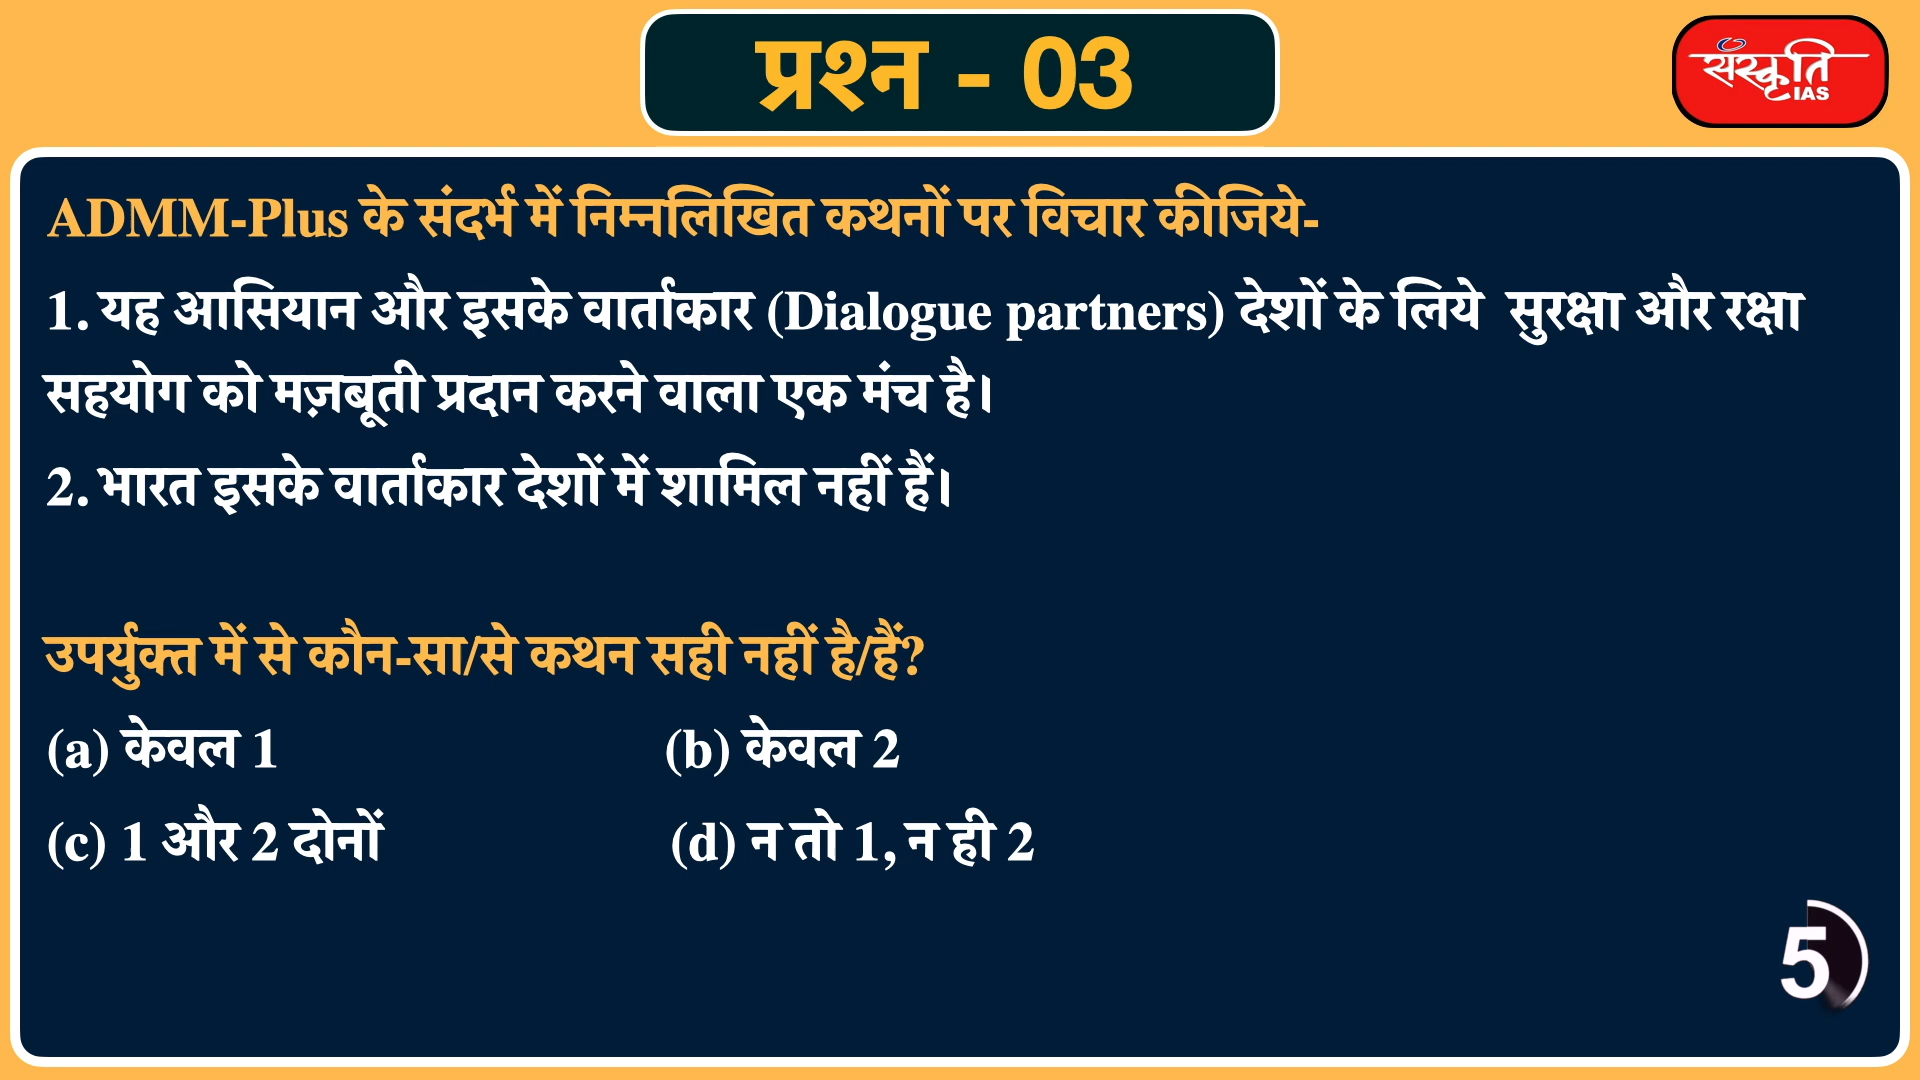 प्रश्न - 03
संस्कृति
IAS
ADMM-Plus के संदर्भ में निम्नलिखित कथनों पर विचार कीजिये-
1. यह आसियान और इसके वार्ताकार (Dialogue partners) देशों के लिये सुरक्षा और रक्षा
सहयोग को मज़बूती प्रदान करने वाला एक मंच है।
2. भारत इसके वार्ताकार देशों में शामिल नहीं हैं।
उपर्युक्त में से कौन-सा/से कथन सही नहीं है/हैं?
(a) केवल 1 (b) केवल 2
(c) 1 और 2 दोनों (d) न तो 1, न ही 2
5